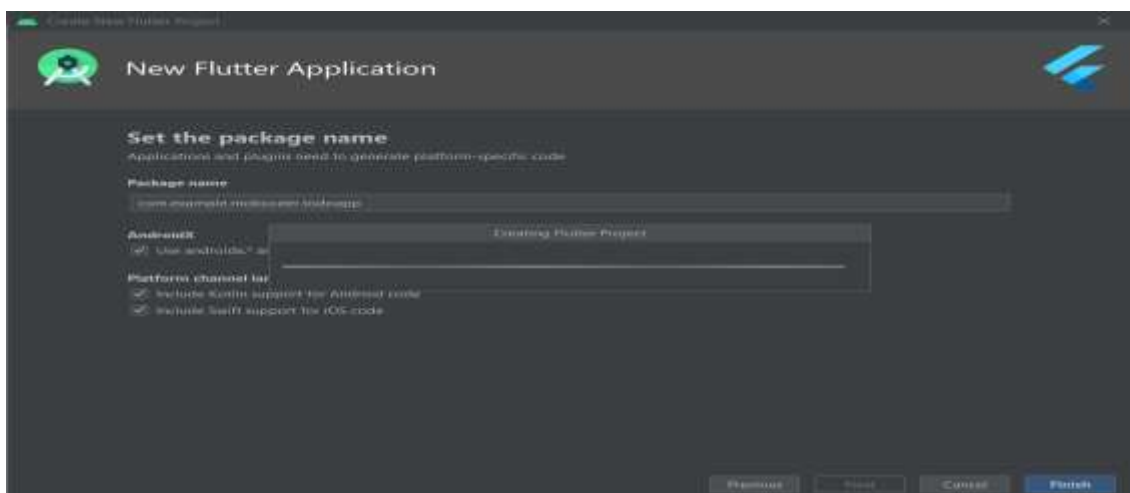 Create New Flutter Project
New Flutter Application
Set the package name
Applications and plugins need to generate platform-specific code
Package name
AndroidX
Creating Flutter Project
Use androidx.*
Platform channel
Include Kotlin support for Android code
Include Swift support for iOS code
Previous
Next
Cancel
Finish